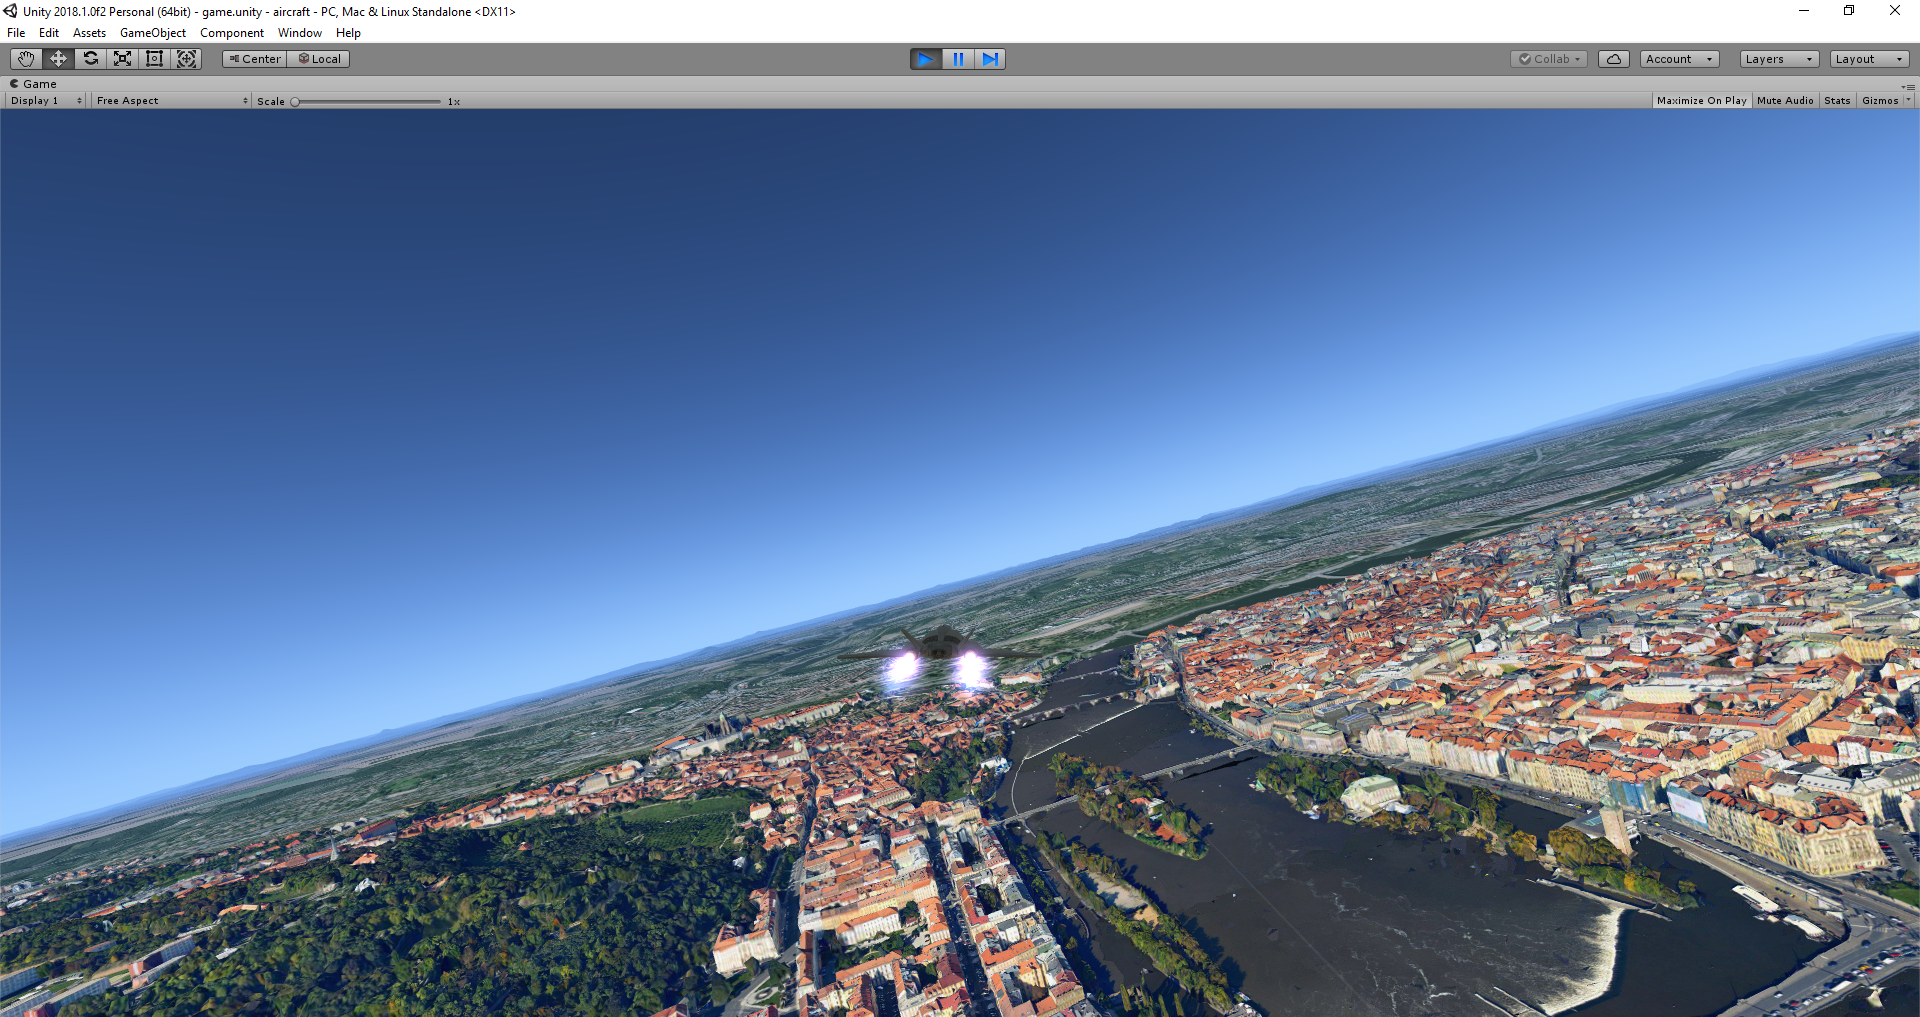 Unity 2018.1.0f2 Personal (64bit) - game.unity - aircraft - PC, Mac & Linux Standalone <DX11>
File Edit Assets GameObject Component Window Help
Center Local Collab Account Layers Layout
Game
Display 1 Free Aspect Scale 1x Maximize On Play Mute Audio Stats Gizmos